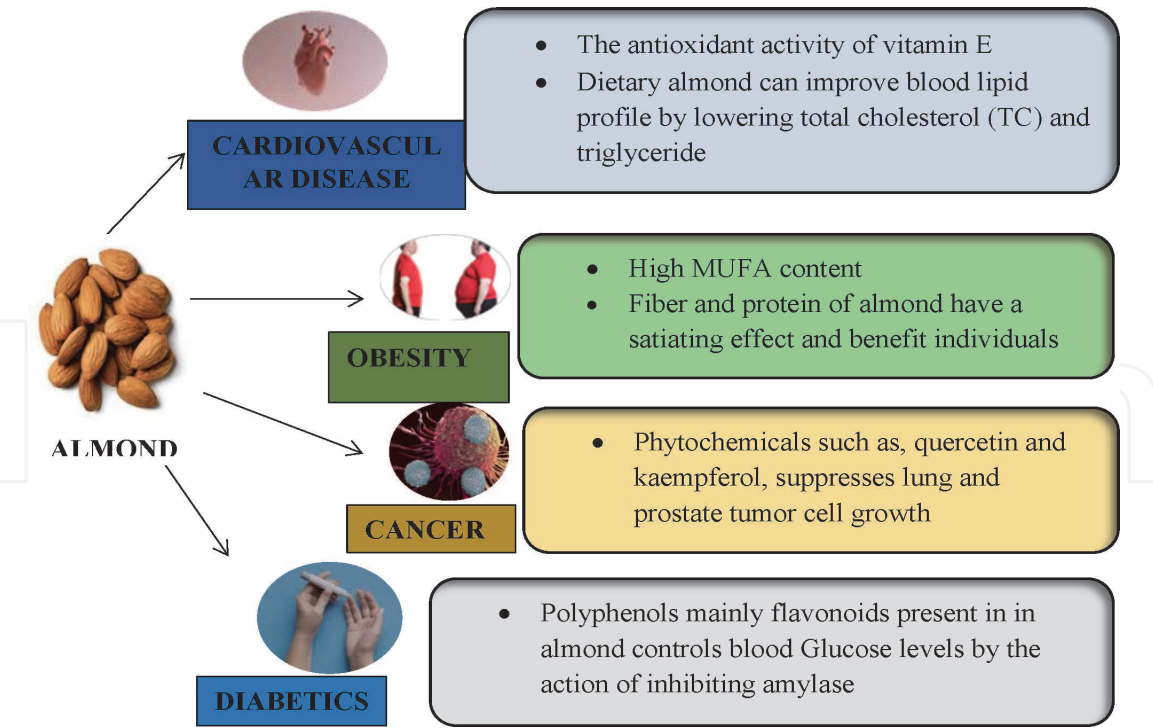 CARDIOVASCUL
AR DISEASE
• The antioxidant activity of vitamin E
• Dietary almond can improve blood lipid
profile by lowering total cholesterol (TC) and
triglyceride
ALMOND
OBESITY
• High MUFA content
• Fiber and protein of almond have a
satiating effect and benefit individuals
CANCER
• Phytochemicals such as, quercetin and
kaempferol, suppresses lung and
prostate tumor cell growth
DIABETICS
• Polyphenols mainly flavonoids present in in
almond controls blood Glucose levels by the
action of inhibiting amylase